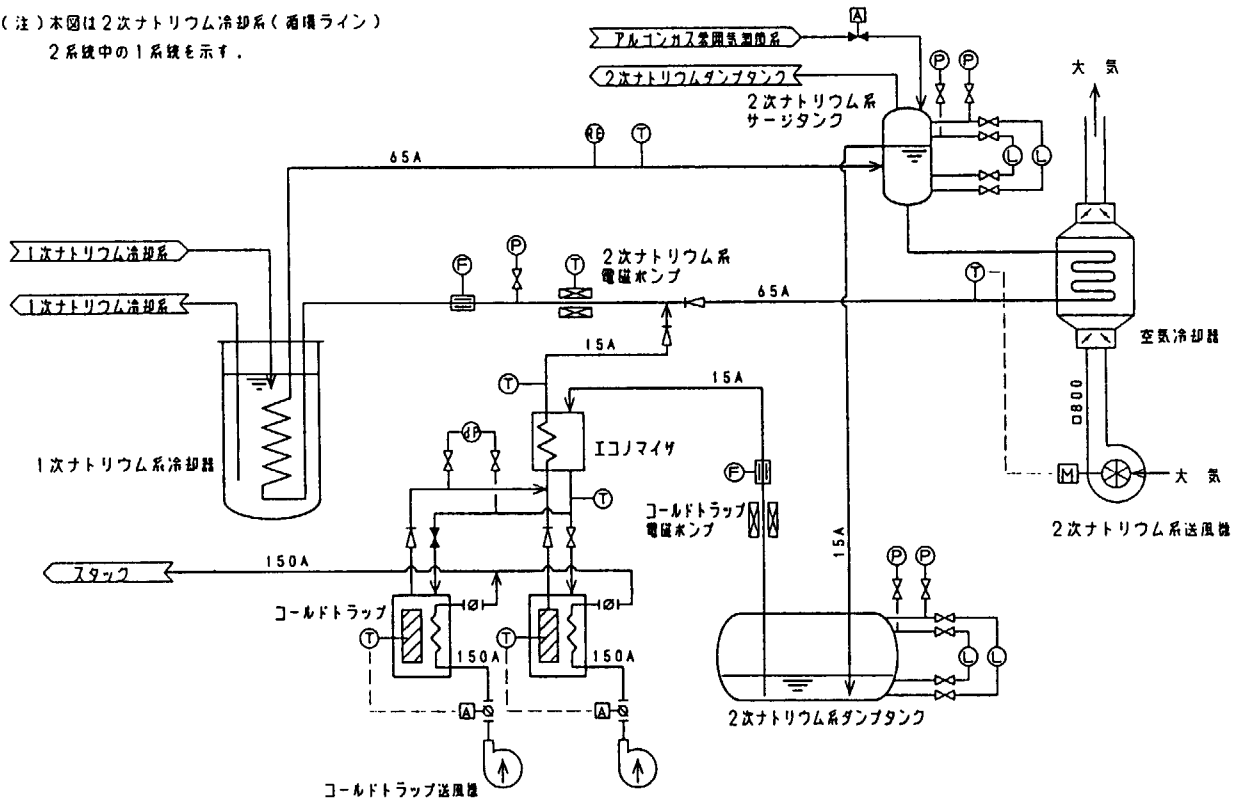 (注)本図は2次ナトリウム冷却系(循環ライン)
2系統中の1系統を示す.
A
アルゴンガス雰囲気調節系
2次ナトリウムダンプタンク
2次ナトリウム系
サージタンク
P
P
大気
L
L
RE
T
65A
1次ナトリウム冷却系
1次ナトリウム冷却系
F
P
T
2次ナトリウム系
電磁ポンプ
65A
T
空気冷却器
□800
15A
T
15A
エコノマイザ
dP
1次ナトリウム系冷却器
F
T
コールドトラップ
電磁ポンプ
15A
M
大気
2次ナトリウム系送風機
スタック
150A
P
P
コールドトラップ
T
T
150A
150A
L
L
A
A
2次ナトリウム系ダンプタンク
コールドトラップ送風機